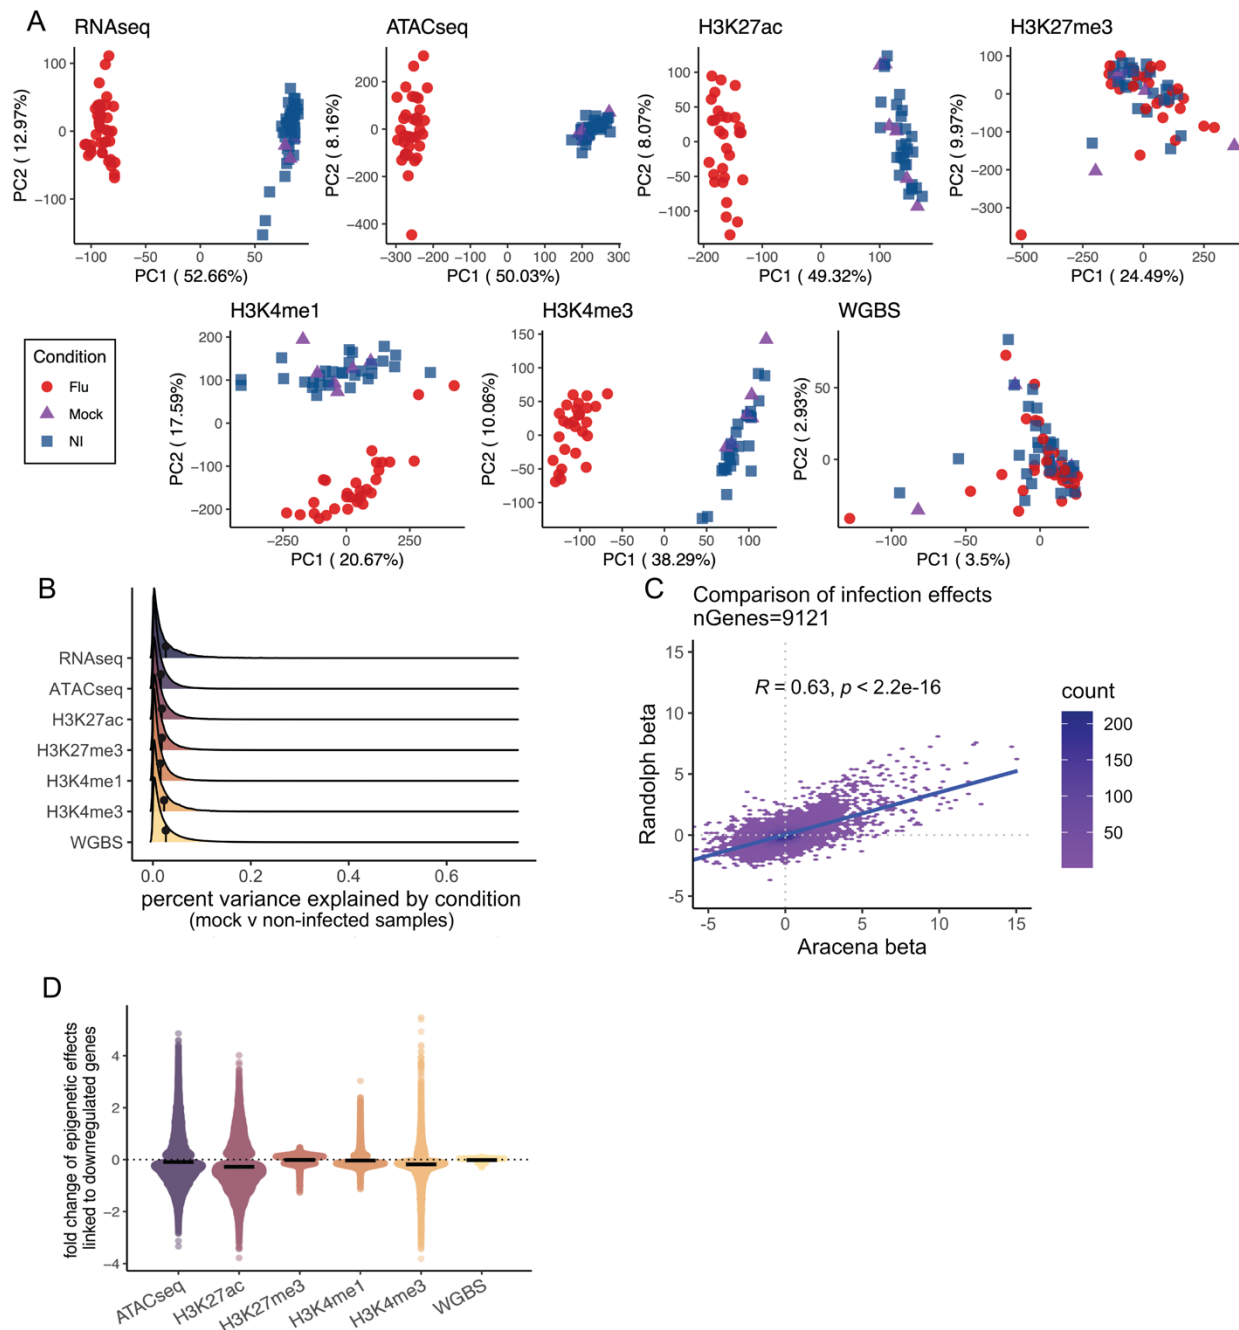 A
RNAseq
PC2 ( 12.97%)
100
0
−100
−100
−50
0
50
PC1 ( 52.66%)
ATACseq
PC2 ( 8.16%)
200
0
−200
−400
−300
−200
−100
0
100
200
300
PC1 ( 50.03%)
H3K27ac
PC2 ( 8.07%)
100
50
0
−50
−100
−200
−100
0
100
PC1 ( 49.32%)
H3K27me3
PC2 ( 9.97%)
100
0
−100
−200
−300
−500
−250
0
250
PC1 ( 24.49%)
Condition
Flu
Mock
NI
H3K4me1
PC2 ( 17.59%)
200
100
0
−100
−200
−250
0
250
PC1 ( 20.67%)
H3K4me3
PC2 ( 10.06%)
150
100
50
0
−50
−100
−100
−50
0
50
100
PC1 ( 38.29%)
WGBS
PC2 ( 2.93%)
50
0
−100
−50
0
PC1 ( 3.5%)
B
RNAseq
ATACseq
H3K27ac
H3K27me3
H3K4me1
H3K4me3
WGBS
0.0
0.2
0.4
0.6
percent variance explained by condition
(mock v non-infected samples)
C
Comparison of infection effects
nGenes=9121
R = 0.63, p < 2.2e-16
Randolph beta
15
10
5
0
-5
-5
0
5
10
15
Aracena beta
count
200
150
100
50
D
fold change of epigenetic effects
linked to downregulated genes
4
2
0
−2
−4
ATACseq
H3K27ac
H3K27me3
H3K4me1
H3K4me3
WGBS